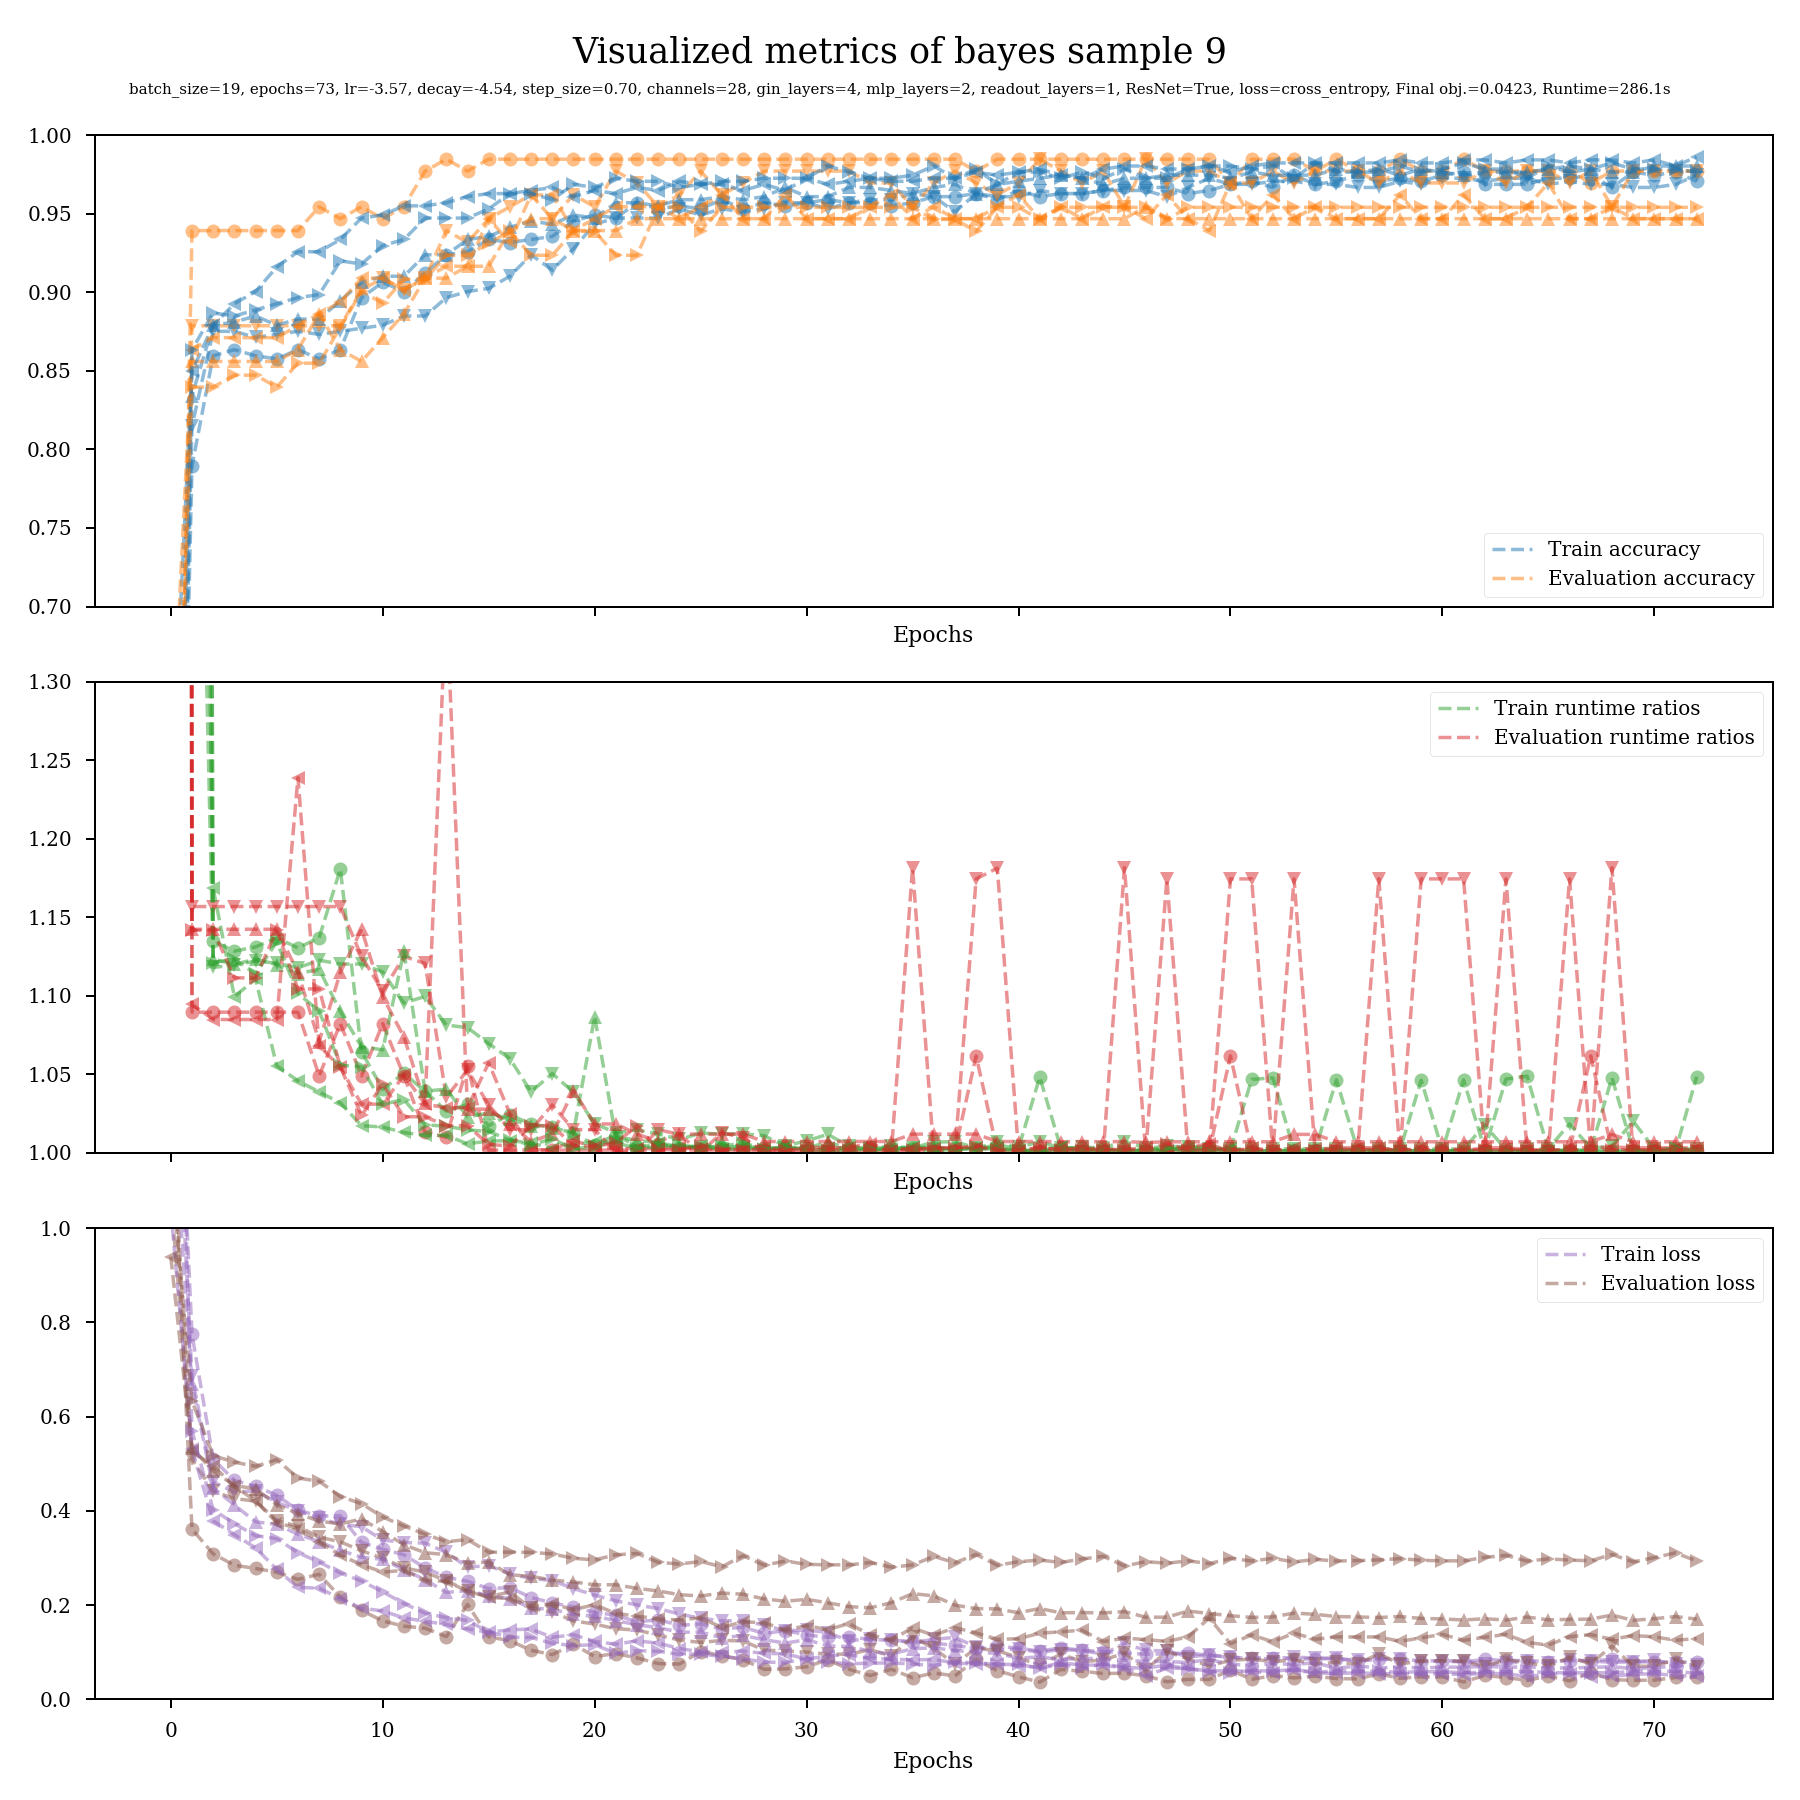 Visualized metrics of bayes sample 9
batch_size=19, epochs=73, lr=-3.57, decay=-4.54, step_size=0.70, channels=28, gin_layers=4, mlp_layers=2, readout_layers=1, ResNet=True, loss=cross_entropy, Final obj.=0.0423, Runtime=286.1s
1.00
0.95
0.90
0.85
0.80
0.75
0.70
Train accuracy
Evaluation accuracy
Epochs
1.30
1.25
1.20
1.15
1.10
1.05
1.00
Train runtime ratios
Evaluation runtime ratios
Epochs
1.0
0.8
0.6
0.4
0.2
0.0
Train loss
Evaluation loss
0 10 20 30 40 50 60 70
Epochs